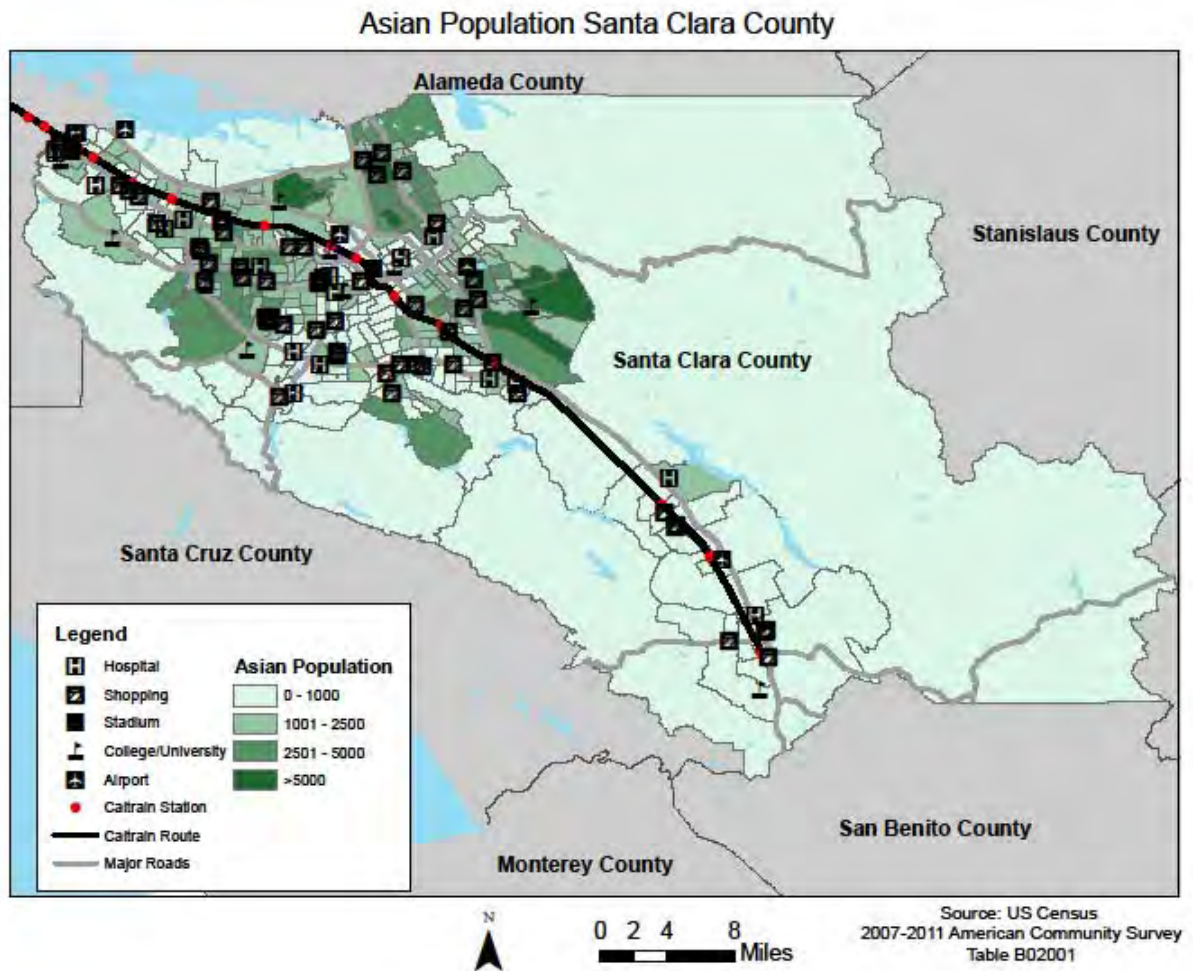 Asian Population Santa Clara County
Alameda County
Stanislaus County
Santa Clara County
Santa Cruz County
San Benito County
Monterey County
Legend
Hospital
Shopping
Stadium
College/University
Airport
Caltrain Station
Caltrain Route
Major Roads
Asian Population
0 - 1000
1001 - 2500
2501 - 5000
>5000
N
0 2 4 8
Miles
Source: US Census
2007-2011 American Community Survey
Table B02001